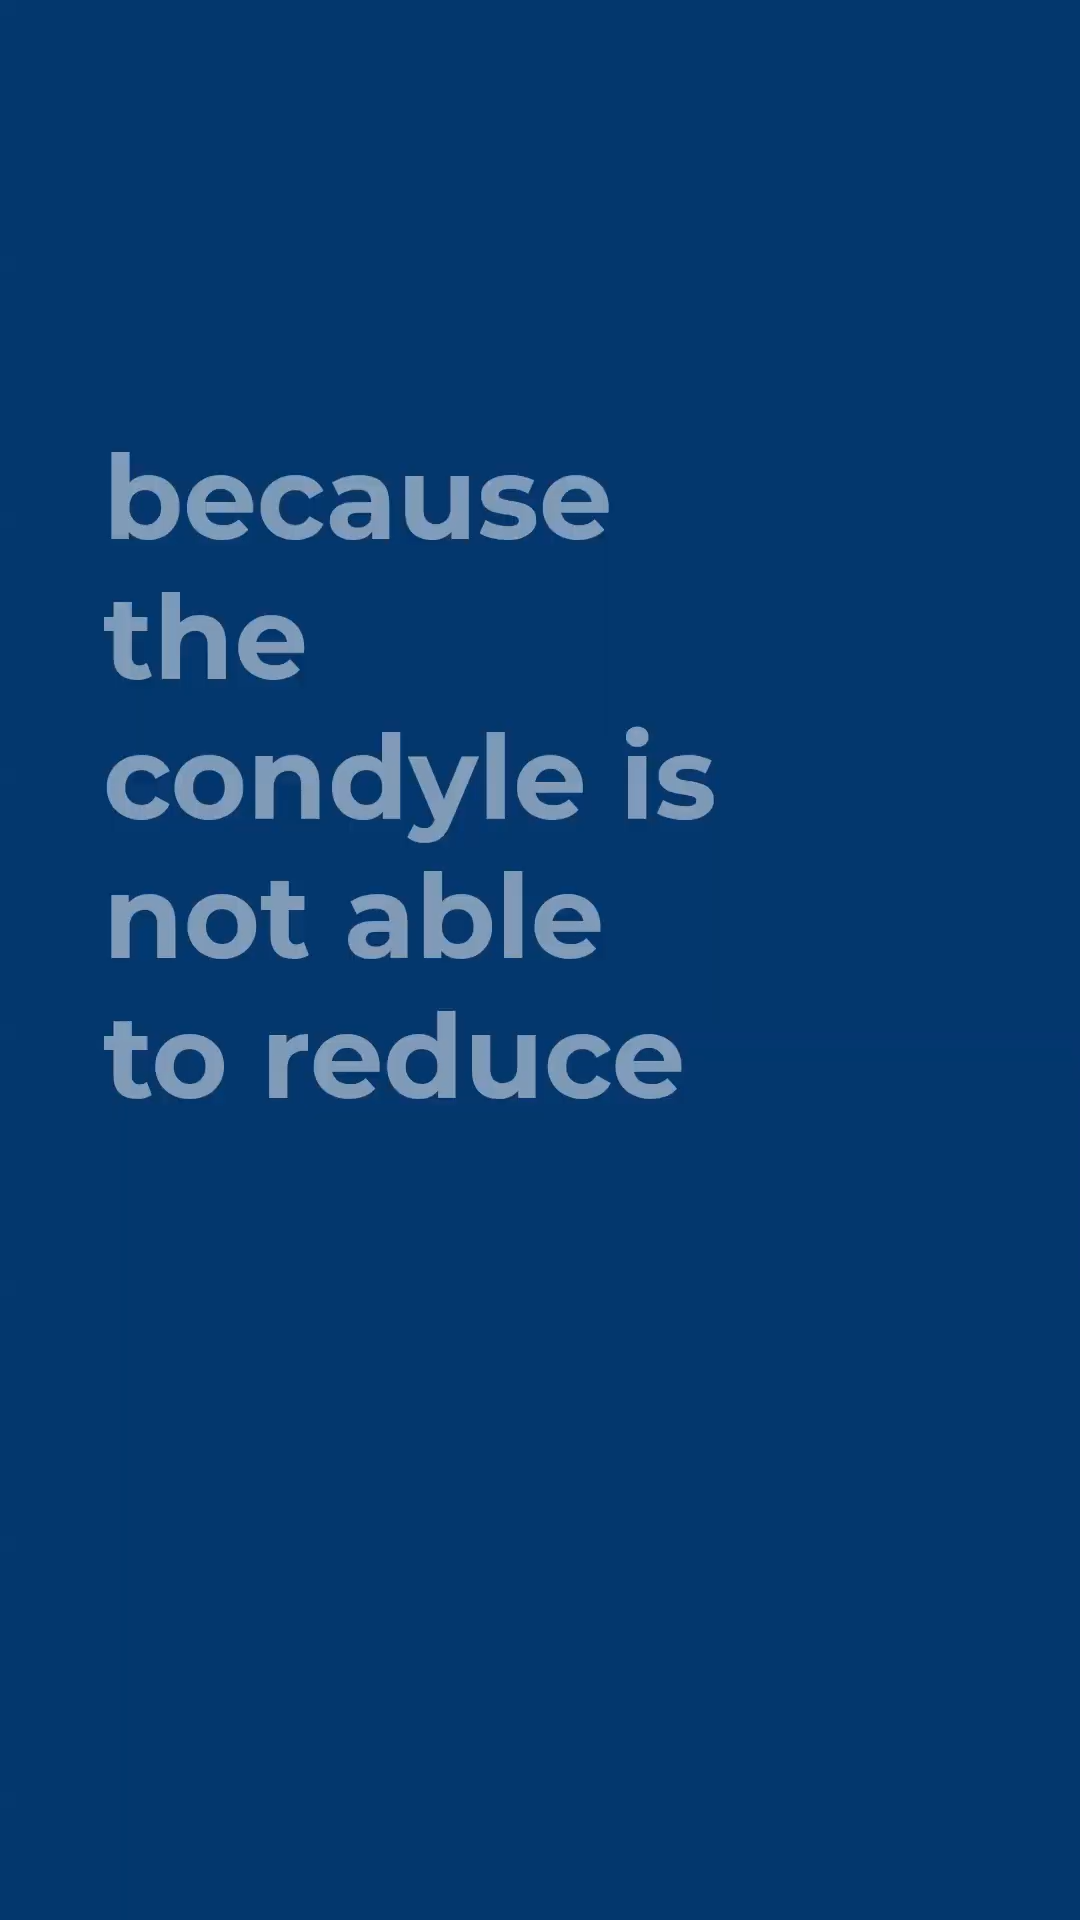 because
the
condyle is
not able
to reduce